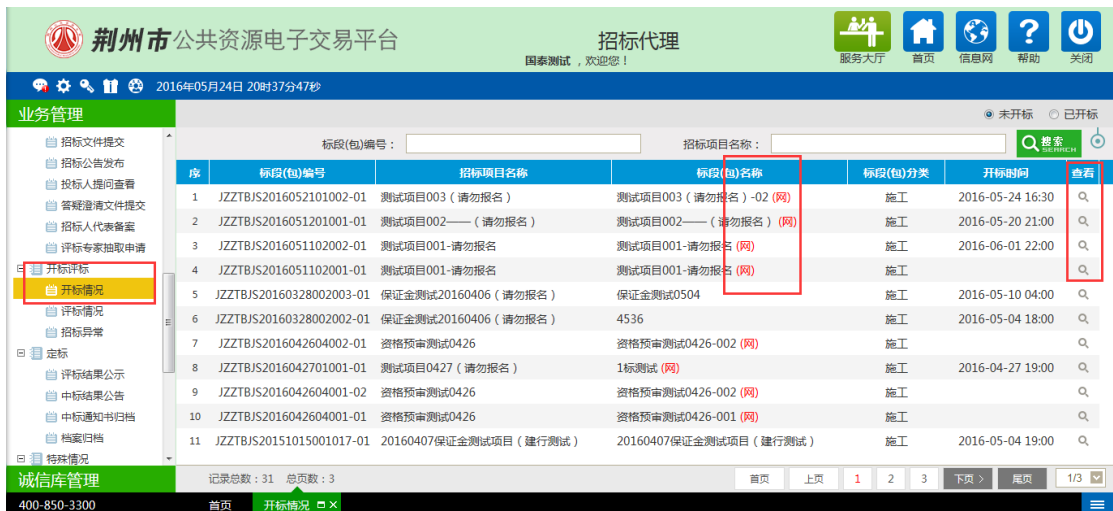 荆州市公共资源电子交易平台
招标代理
国泰测试，欢迎您！
服务大厅 首页 信息网 帮助 关闭
2016年05月24日 20时37分47秒
业务管理
未开标 已开标
招标文件提交
招标公告发布
投标人提问查看
答疑澄清文件提交
招标人代表备案
评标专家抽取申请
开标评标
开标情况
评标情况
招标异常
定标
评标结果公示
中标结果公告
中标通知书归档
档案归档
特殊情况
诚信库管理
400-850-3300
标段(包)编号： 招标项目名称： 搜索 SEARCH
序 标段(包)编号 招标项目名称 标段(包)名称 标段(包)分类 开标时间 查看
1 JZZTBJS2016052101002-01 测试项目003（请勿报名） 测试项目003（请勿报名）-02 (网) 施工 2016-05-24 16:30
2 JZZTBJS2016051201001-01 测试项目002——（请勿报名） 测试项目002——（请勿报名） (网) 施工 2016-05-20 21:00
3 JZZTBJS2016051102002-01 测试项目001-请勿报名 测试项目001-请勿报名 (网) 施工 2016-06-01 22:00
4 JZZTBJS2016051102001-01 测试项目001-请勿报名 测试项目001-请勿报名 (网) 施工
5 JZZTBJS20160328002003-01 保证金测试20160406（请勿报名） 保证金测试0504 施工 2016-05-10 04:00
6 JZZTBJS20160328002002-01 保证金测试20160406（请勿报名） 4536 施工 2016-05-04 18:00
7 JZZTBJS2016042604002-01 资格预审测试0426 资格预审测试0426-002 (网) 施工
8 JZZTBJS2016042701001-01 测试项目0427（请勿报名） 1标测试 (网) 施工 2016-04-27 19:00
9 JZZTBJS2016042604001-02 资格预审测试0426 资格预审测试0426-002 (网) 施工
10 JZZTBJS2016042604001-01 资格预审测试0426 资格预审测试0426-001 (网) 施工
11 JZZTBJS20151015001017-01 20160407保证金测试项目（建行测试） 20160407保证金测试项目（建行测试） 施工 2016-05-04 19:00
记录总数：31 总页数：3 首页 上页 1 2 3 下页 尾页 1/3
首页 开标情况